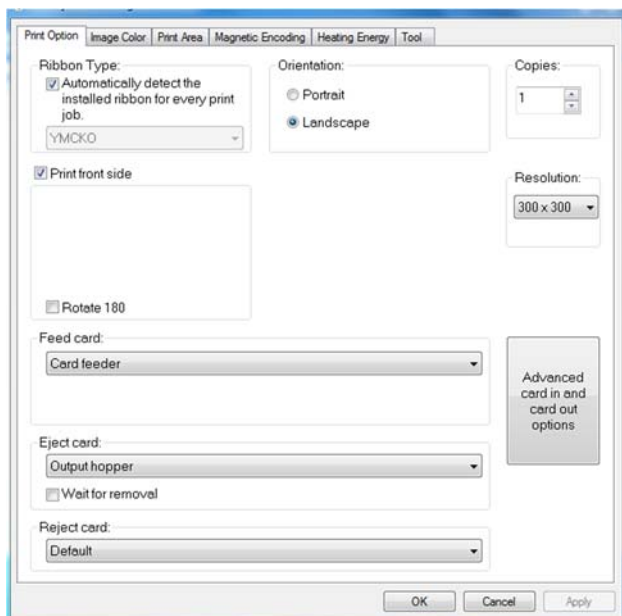 Print Option Image Color Print Area Magnetic Encoding Heating Energy Tool
Ribbon Type:
Automatically detect the
installed ribbon for every print
job.
YMCKO
Orientation:
Portrait
Landscape
Copies:
1
Print front side
Resolution:
300 x 300
Rotate 180
Feed card:
Card feeder
Advanced
card in and
card out
options
Eject card:
Output hopper
Wait for removal
Reject card:
Default
OK Cancel Apply